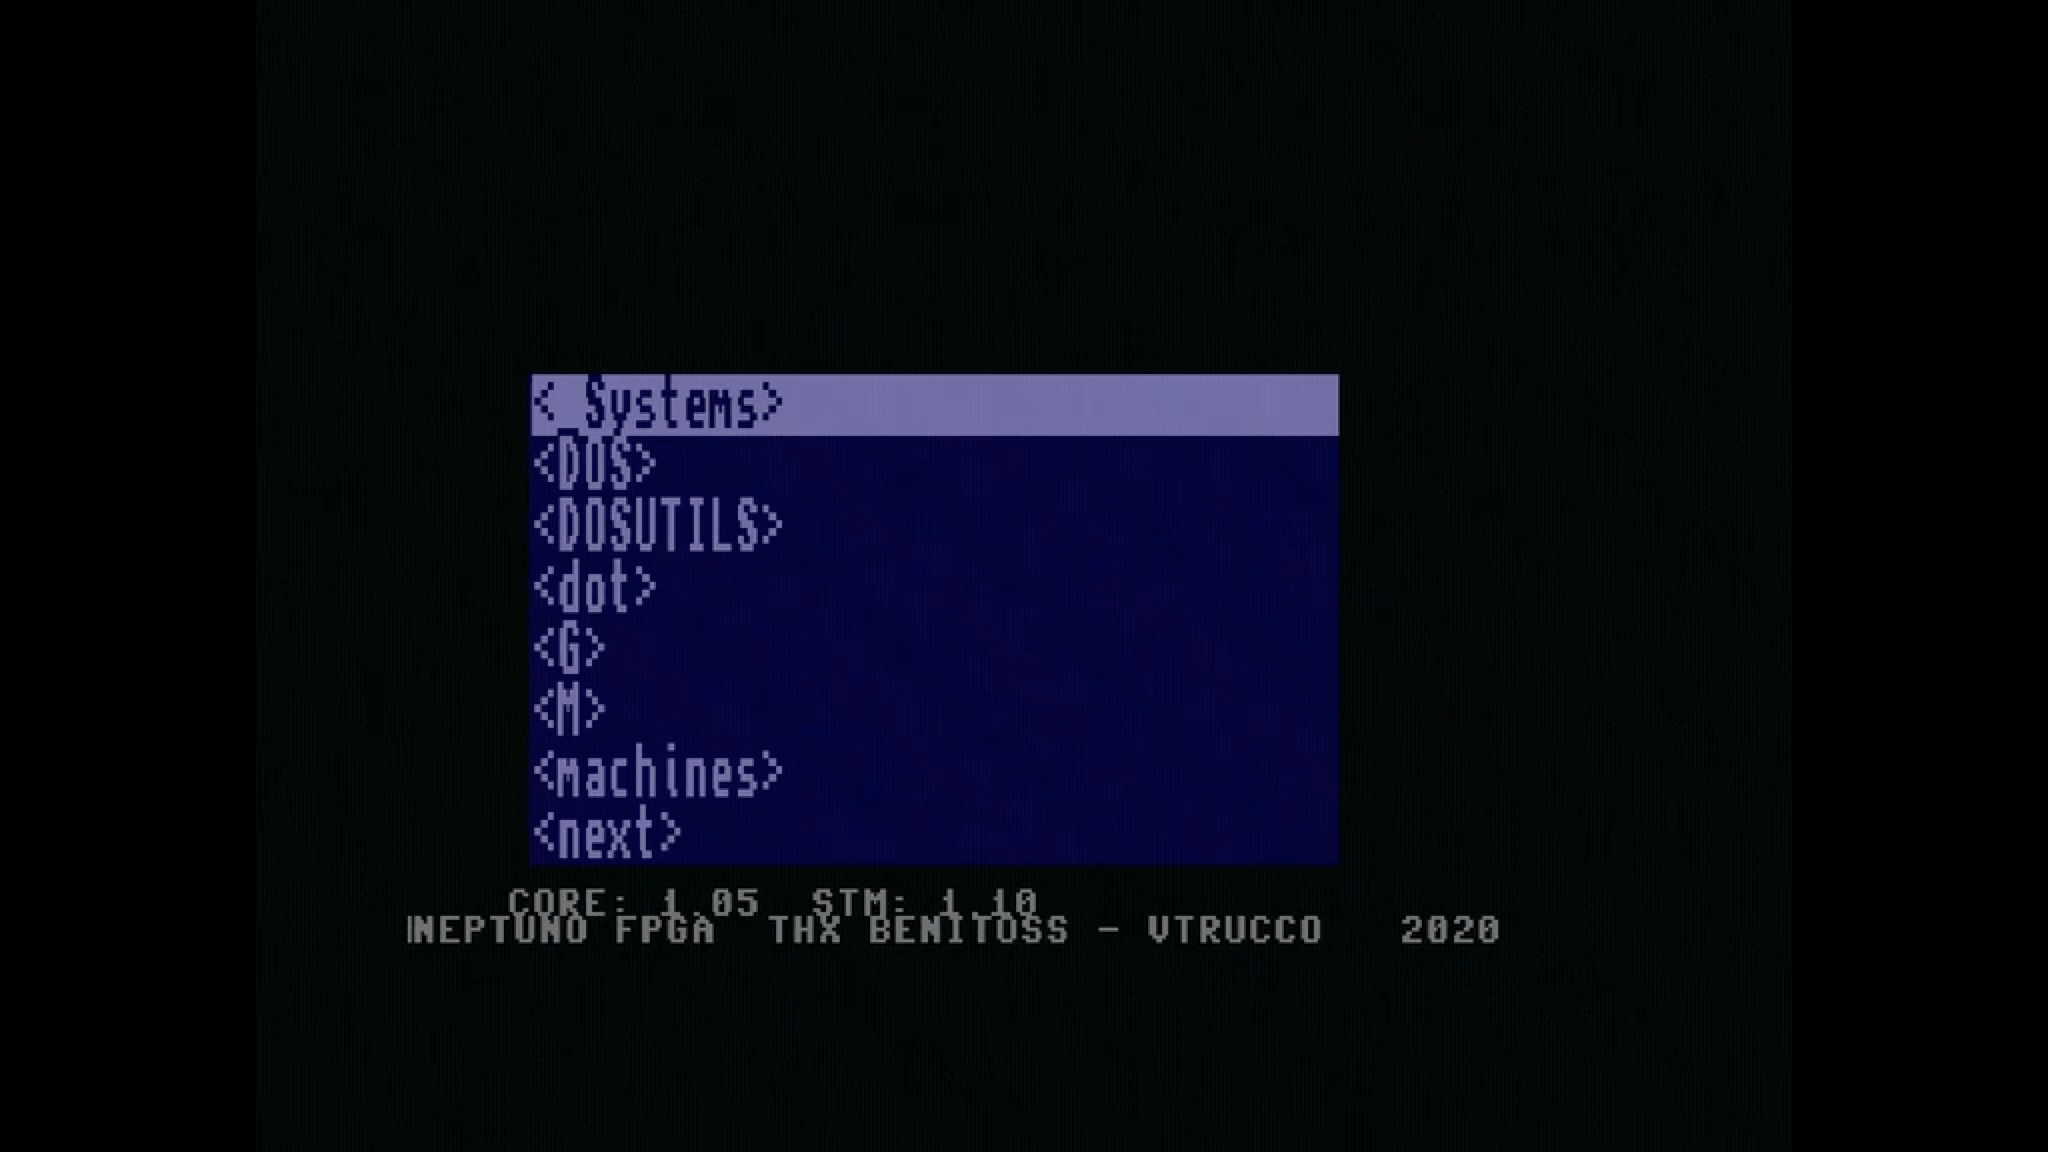 <_Systems>
<DOS>
<DOSUTILS>
<dot>
<G>
<M>
<machines>
<next>
CORE: 1.05 STM: 1.10
NEPTUNO FPGA THX BENITOSS - VTRUCCO 2020